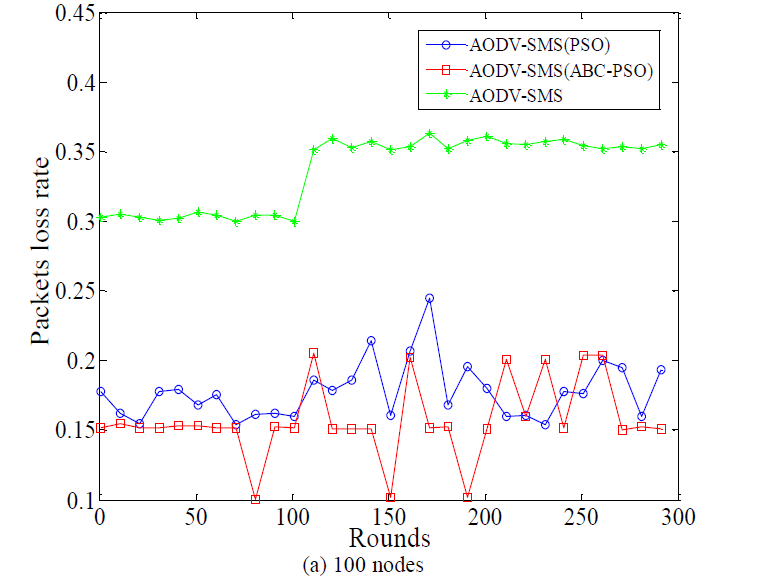 0.45
0.4
0.35
0.3
0.25
0.2
0.15
0.1
Packets loss rate
AODV-SMS(PSO)
AODV-SMS(ABC-PSO)
AODV-SMS
0 50 100 150 200 250 300
Rounds
(a) 100 nodes